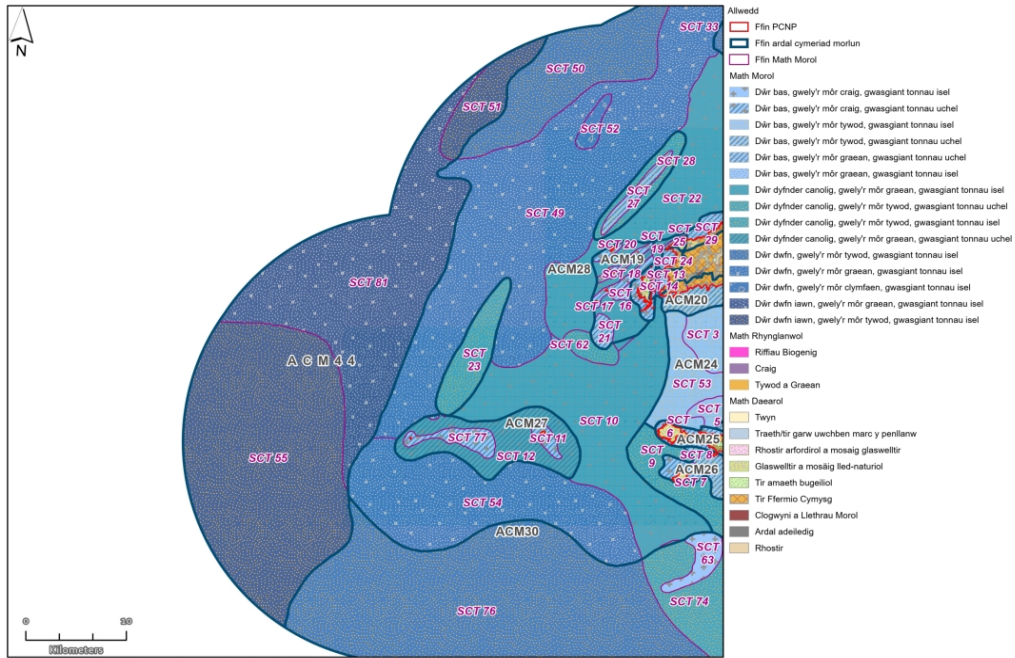 N
SCT 33
SCT 50
SCT 51
SCT 52
SCT 28
SCT 27
SCT 22
SCT 49
SCT 29
SCT 25
SCT 20
SCT 19
ACM19
SCT 24
ACM28
SCT 18
SCT 13
SCT 81
SCT 14
ACM20
SCT 17
SCT 16
SCT 21
SCT 3
SCT 62
SCT 23
ACM44
ACM24
SCT 53
SCT 5
SCT 10
SCT 6
ACM27
ACM25
SCT 77
SCT 11
SCT 12
SCT 9
SCT 8
SCT 55
ACM26
SCT 7
SCT 54
ACM30
SCT 63
SCT 74
SCT 76
0 10
Kilometers
Allwedd
Ffin PCNP
Ffin ardal cymeriad morlun
Ffin Math Morol
Math Morol
Dŵr bas, gwely'r môr craig, gwasgiant tonnau isel
Dŵr bas, gwely'r môr craig, gwasgiant tonnau uchel
Dŵr bas, gwely'r môr tywod, gwasgiant tonnau isel
Dŵr bas, gwely'r môr tywod, gwasgiant tonnau uchel
Dŵr bas, gwely'r môr graean, gwasgiant tonnau uchel
Dŵr bas, gwely'r môr graean, gwasgiant tonnau isel
Dŵr dyfnder canolig, gwely'r môr graean, gwasgiant tonnau isel
Dŵr dyfnder canolig, gwely'r môr tywod, gwasgiant tonnau uchel
Dŵr dyfnder canolig, gwely'r môr tywod, gwasgiant tonnau isel
Dŵr dyfnder canolig, gwely'r môr graean, gwasgiant tonnau uchel
Dŵr dwfn, gwely'r môr tywod, gwasgiant tonnau isel
Dŵr dwfn, gwely'r môr graean, gwasgiant tonnau isel
Dŵr dwfn, gwely'r môr clymfaen, gwasgiant tonnau isel
Dŵr dwfn iawn, gwely'r môr graean, gwasgiant tonnau isel
Dŵr dwfn iawn, gwely'r môr tywod, gwasgiant tonnau isel
Math Rhynglanwol
Riffiau Biogenig
Craig
Tywod a Graean
Math Daearol
Twyn
Traeth/tir garw uwchben marc y penllanw
Rhostir arfordirol a mosaig glaswelltir
Glaswelltir a mosäig lled-naturiol
Tir amaeth bugeiliol
Tir Ffermio Cymysg
Clogwyni a Llethrau Morol
Ardal adeiledig
Rhostir